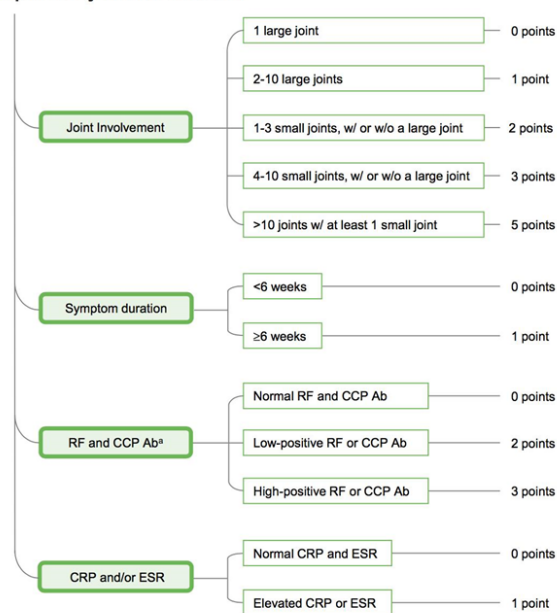 1 large joint 0 points
2-10 large joints 1 point
Joint Involvement 1-3 small joints, w/ or w/o a large joint 2 points
4-10 small joints, w/ or w/o a large joint 3 points
>10 joints w/ at least 1 small joint 5 points
<6 weeks 0 points
Symptom duration
≥6 weeks 1 point
Normal RF and CCP Ab 0 points
RF and CCP Abᵃ Low-positive RF or CCP Ab 2 points
High-positive RF or CCP Ab 3 points
Normal CRP and ESR 0 points
CRP and/or ESR
Elevated CRP or ESR 1 point